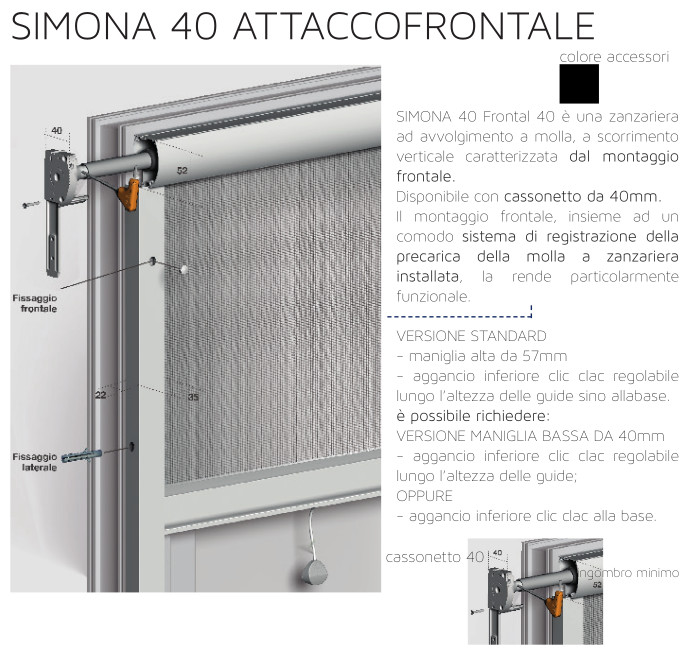 SIMONA 40 ATTACCOFRONTALE
colore accessori
40
52
Fissaggio
frontale
22
35
Fissaggio
laterale
SIMONA 40 Frontal 40 è una zanzariera
ad avvolgimento a molla, a scorrimento
verticale caratterizzata dal montaggio
frontale.
Disponibile con cassonetto da 40mm.
Il montaggio frontale, insieme ad un
comodo sistema di registrazione della
precarica della molla a zanzariera
installata, la rende particolarmente
funzionale.
VERSIONE STANDARD
- maniglia alta da 57mm
- aggancio inferiore clic clac regolabile
lungo l'altezza delle guide sino allabase.
è possibile richiedere:
VERSIONE MANIGLIA BASSA DA 40mm
- aggancio inferiore clic clac regolabile
lungo l'altezza delle guide;
OPPURE
- aggancio inferiore clic clac alla base.
cassonetto 40
40
ingombro minimo
52